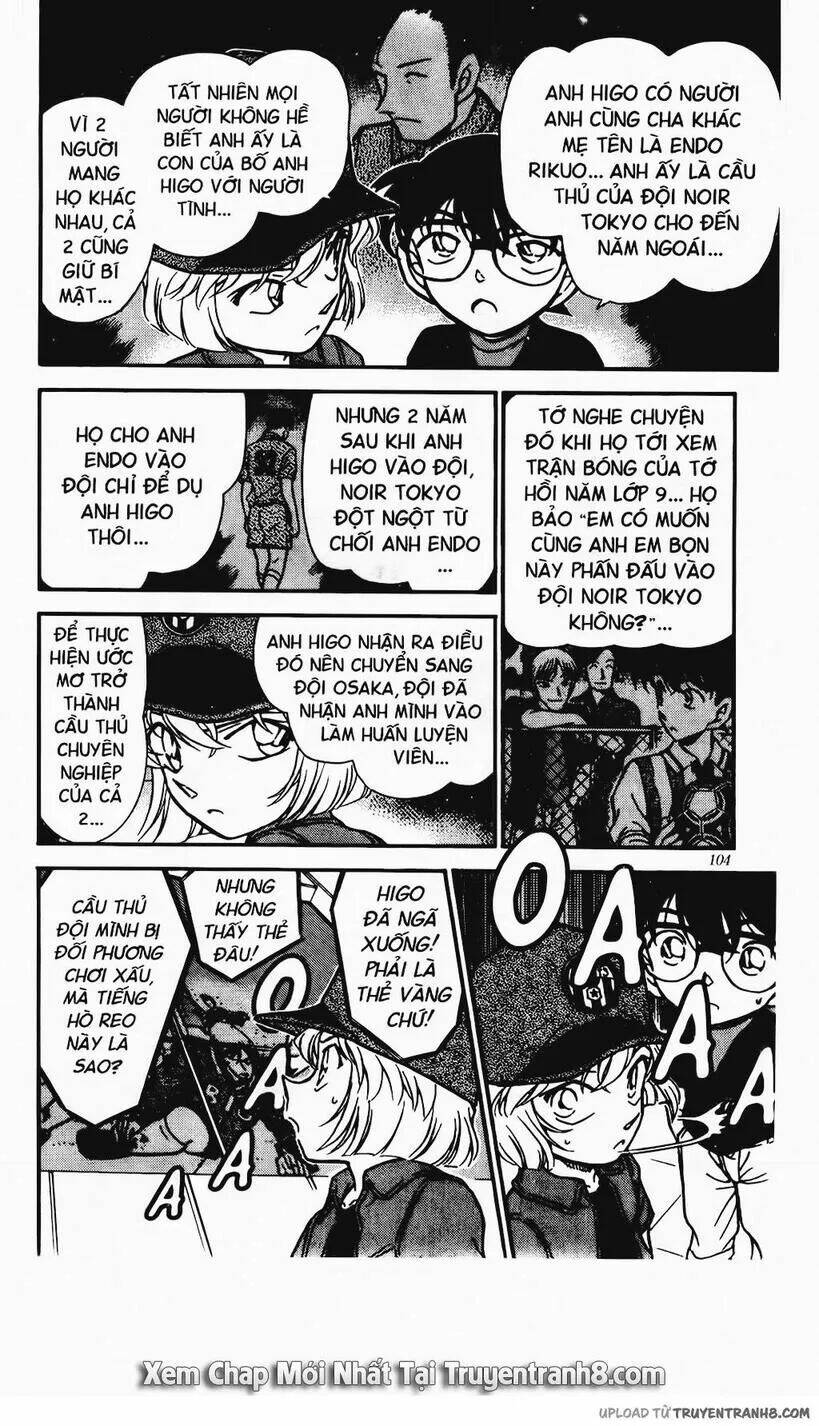 ANH HIGO CÓ NGƯỜI
ANH CÙNG CHA KHÁC
MẸ TÊN LÀ ENDO
RIKUO... ANH ẤY LÀ CẦU
THỦ CỦA ĐỘI NOIR
TOKYO CHO ĐẾN
NĂM NGOÁI...
TẤT NHIÊN MỌI
NGƯỜI KHÔNG HỀ
BIẾT ANH ẤY LÀ
CON CỦA BỐ ANH
HIGO VỚI NGƯỜI
TÌNH...
VÌ 2
NGƯỜI
MANG
HỌ KHÁC
NHAU, CẢ
2 CŨNG
GIỮ BÍ
MẬT...
TỚ NGHE CHUYỆN
ĐÓ KHI HỌ TỚI XEM
TRẬN BÓNG CỦA TỚ
HỒI NĂM LỚP 9... HỌ
BẢO "EM CÓ MUỐN
CÙNG ANH EM BỌN
NÀY PHẤN ĐẤU VÀO
ĐỘI NOIR TOKYO
KHÔNG?"...
NHƯNG 2 NĂM
SAU KHI ANH
HIGO VÀO ĐỘI,
NOIR TOKYO
ĐỘT NGỘT TỪ
CHỐI ANH ENDO
...
HỌ CHO ANH
ENDO VÀO
ĐỘI CHỈ ĐỂ DỤ
ANH HIGO
THÔI...
ANH HIGO NHẬN RA ĐIỀU
ĐÓ NÊN CHUYỂN SANG
ĐỘI OSAKA, ĐỘI ĐÃ
NHẬN ANH MÌNH VÀO
LÀM HUẤN LUYỆN
VIÊN...
ĐỂ THỰC
HIỆN ƯỚC
MƠ TRỞ
THÀNH
CẦU THỦ
CHUYÊN
NGHIỆP
CỦA CẢ
2...
104
O A A A
HIGO
ĐÃ NGÃ
XUỐNG!
PHẢI LÀ
THẺ VÀNG
CHỨ!
NHƯNG
KHÔNG
THẤY THẺ
ĐÂU!
O A A A
CẦU THỦ
ĐỘI MÌNH BỊ
ĐỐI PHƯƠNG
CHƠI XẤU,
MÀ TIẾNG
HÒ REO
NÀY LÀ
SAO?
Xem Chap Mới Nhất Tại Truyentranh8.com
UPLOAD TỪ TRUYENTRANH8.COM